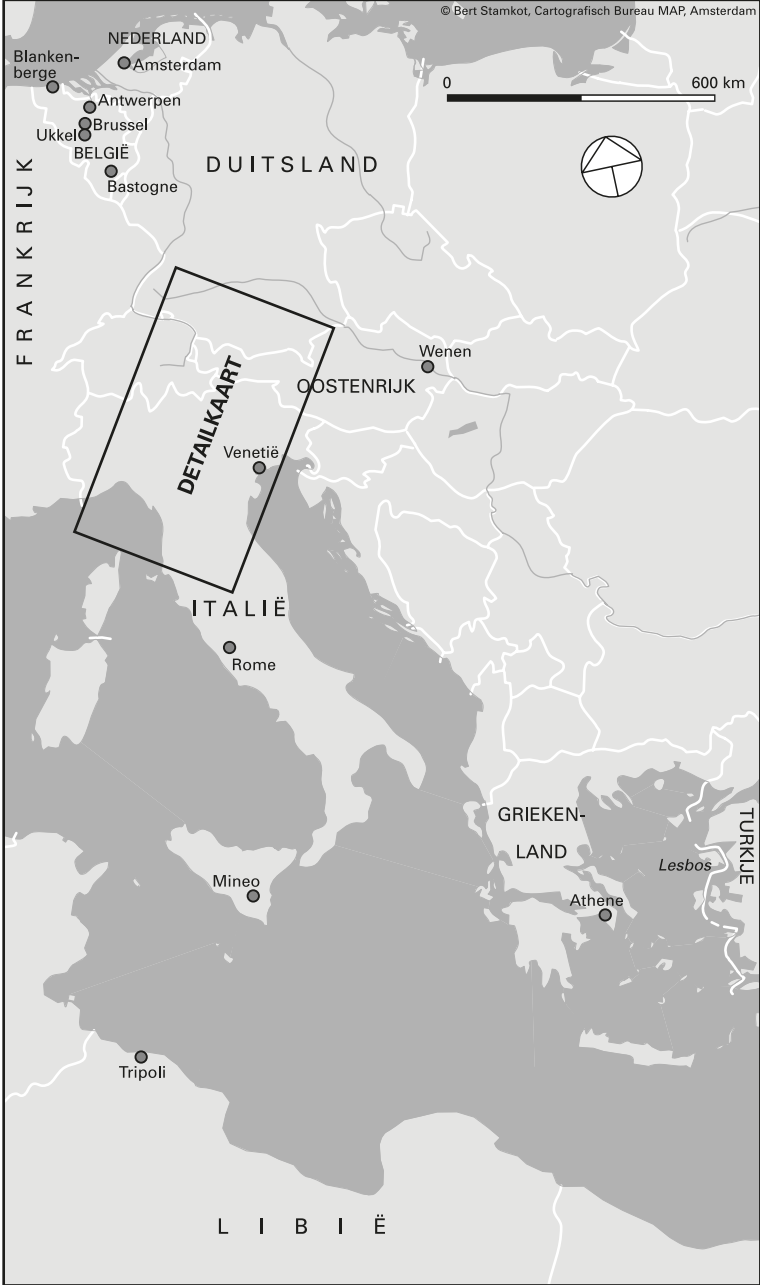 © Bert Stamkot, Cartografisch Bureau MAP, Amsterdam
NEDERLAND
Amsterdam
Blanken-
berge
0 600 km
Antwerpen
Brussel
Ukkel
BELGIË
Bastogne
DUITSLAND
FRANKRIJK
Wenen
OOSTENRIJK
DETAILKAART
Venetië
ITALIË
Rome
GRIEKEN-
LAND
TURKIJE
Lesbos
Mineo
Athene
Tripoli
LIBIË